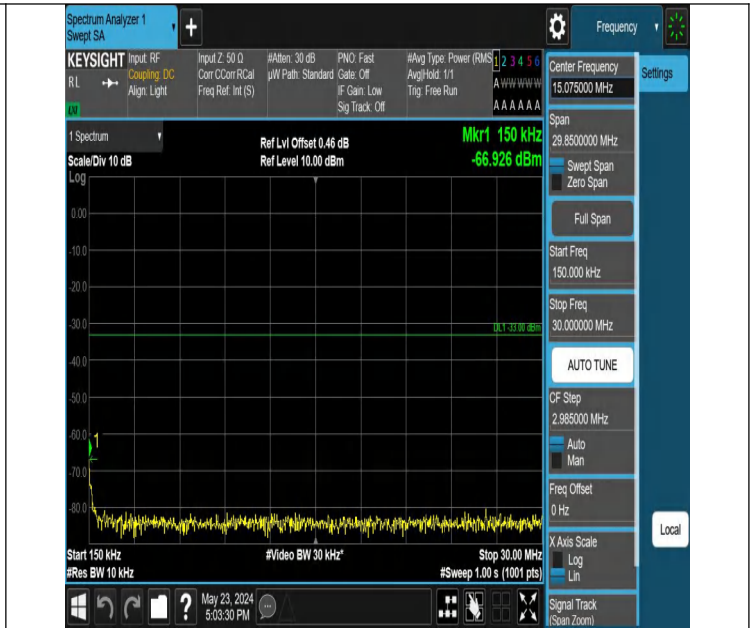 Spectrum Analyzer 1
Swept SA
Frequency
KEYSIGHT
RL
LXI
Input: RF
Coupling: DC
Align: Light
Input Z: 50 Ω
Corr CCorr RCal
Freq Ref: Int (S)
#Atten: 30 dB
µW Path: Standard
PNO: Fast
Gate: Off
IF Gain: Low
Sig Track: Off
#Avg Type: Power (RMS
Avg|Hold: 1/1
Trig: Free Run
1 2 3 4 5 6
A W W W W W
A A A A A A
1 Spectrum
Scale/Div 10 dB
Ref Lvl Offset 0.46 dB
Ref Level 10.00 dBm
Mkr1 150 kHz
-66.926 dBm
Log
0.00
-10.0
-20.0
-30.0
DL1 -33.00 dBm
-40.0
-50.0
-60.0
1
-70.0
-80.0
Start 150 kHz
#Video BW 30 kHz*
Stop 30.00 MHz
#Res BW 10 kHz
#Sweep 1.00 s (1001 pts)
Center Frequency
15.075000 MHz
Settings
Span
29.8500000 MHz
Swept Span
Zero Span
Full Span
Start Freq
150.000 kHz
Stop Freq
30.000000 MHz
AUTO TUNE
CF Step
2.985000 MHz
Auto
Man
Freq Offset
0 Hz
X Axis Scale
Log
Lin
Local
Signal Track
(Span Zoom)
?
May 23, 2024
5:03:30 PM